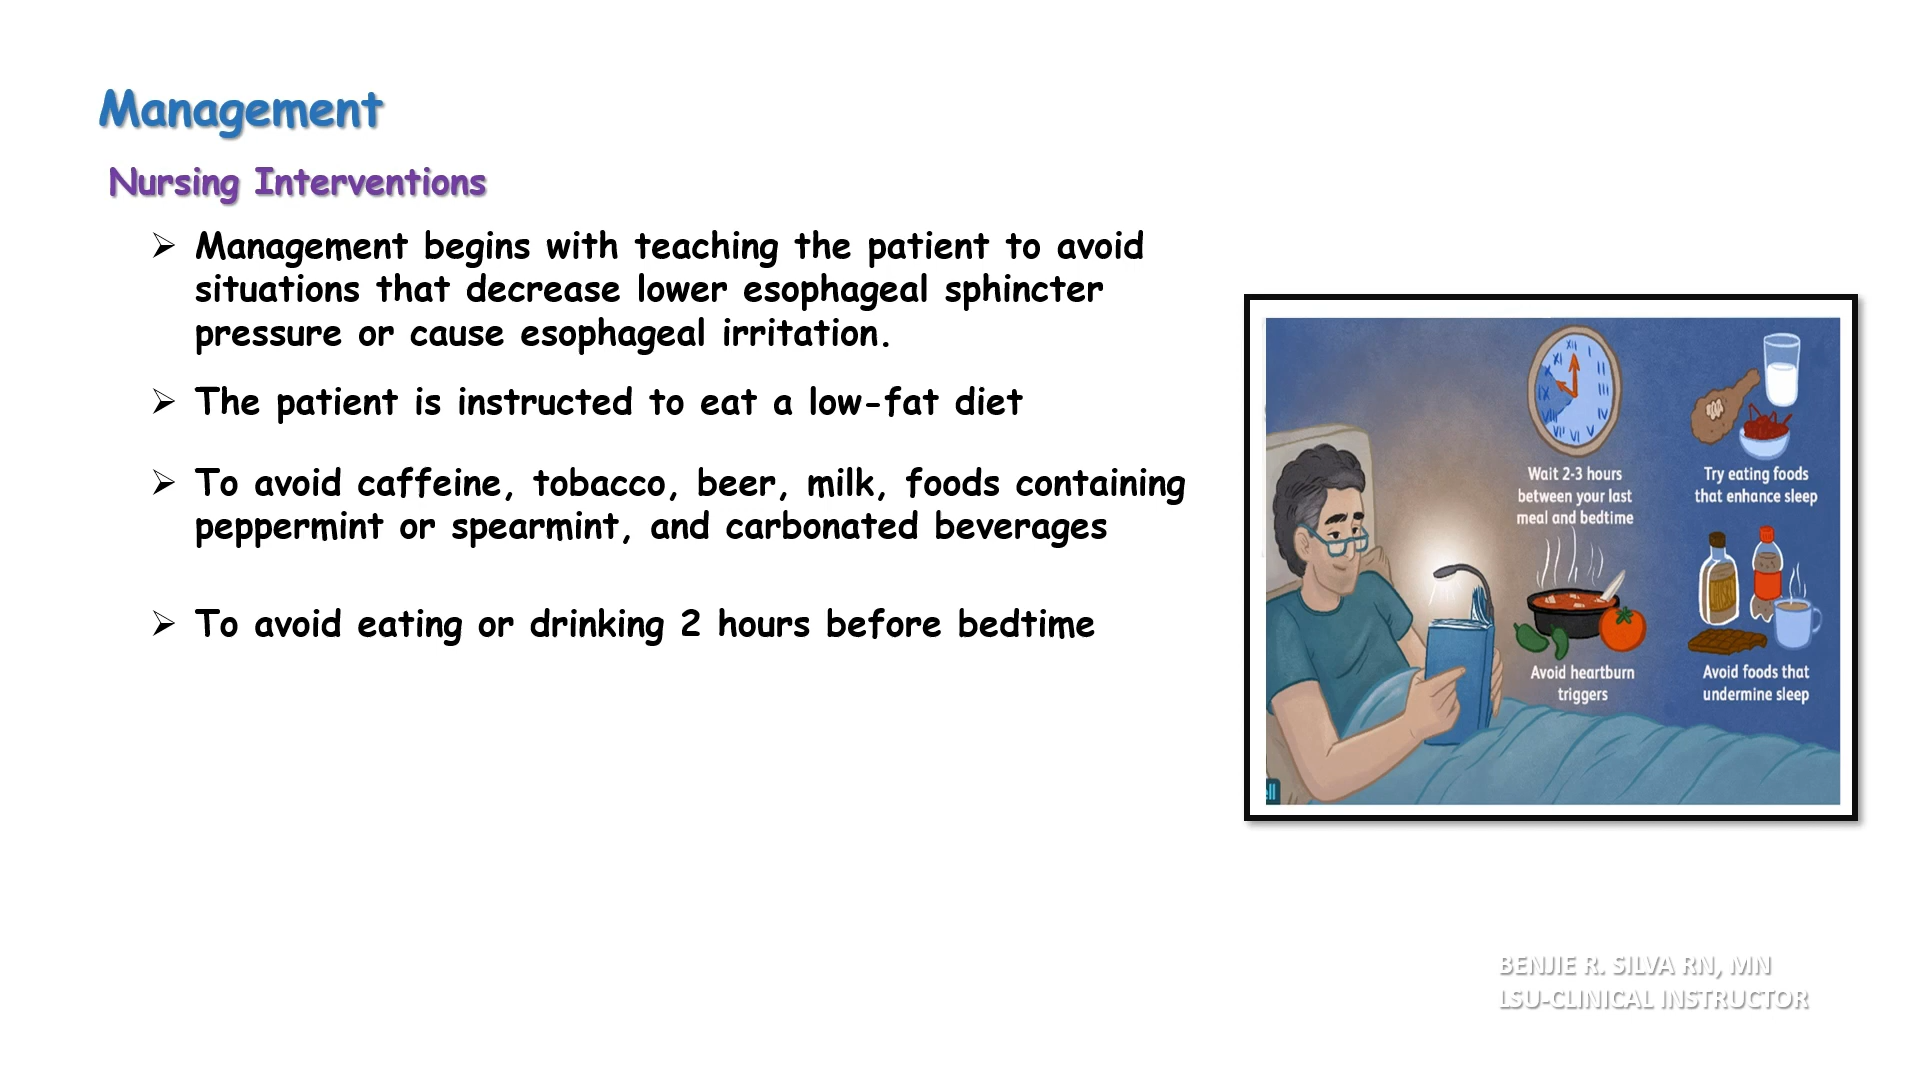 Management
Nursing Interventions
➢ Management begins with teaching the patient to avoid
situations that decrease lower esophageal sphincter
pressure or cause esophageal irritation.
➢ The patient is instructed to eat a low-fat diet
➢ To avoid caffeine, tobacco, beer, milk, foods containing
peppermint or spearmint, and carbonated beverages
➢ To avoid eating or drinking 2 hours before bedtime
Wait 2-3 hours
between your last
meal and bedtime
Try eating foods
that enhance sleep
Avoid heartburn
triggers
Avoid foods that
undermine sleep
BENJIE R. SILVA RN, MN
LSU-CLINICAL INSTRUCTOR